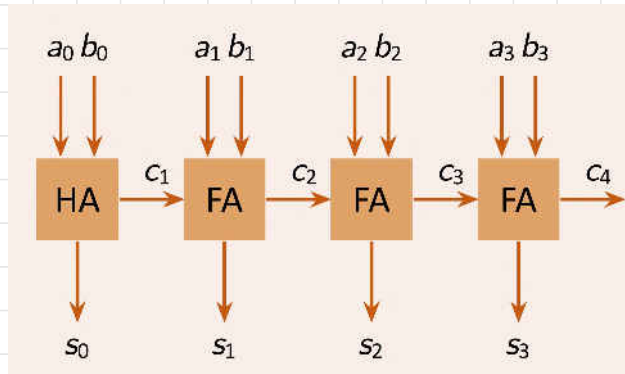 a₀ b₀ a₁ b₁ a₂ b₂ a₃ b₃
HA c₁ FA c₂ FA c₃ FA c₄
s₀ s₁ s₂ s₃